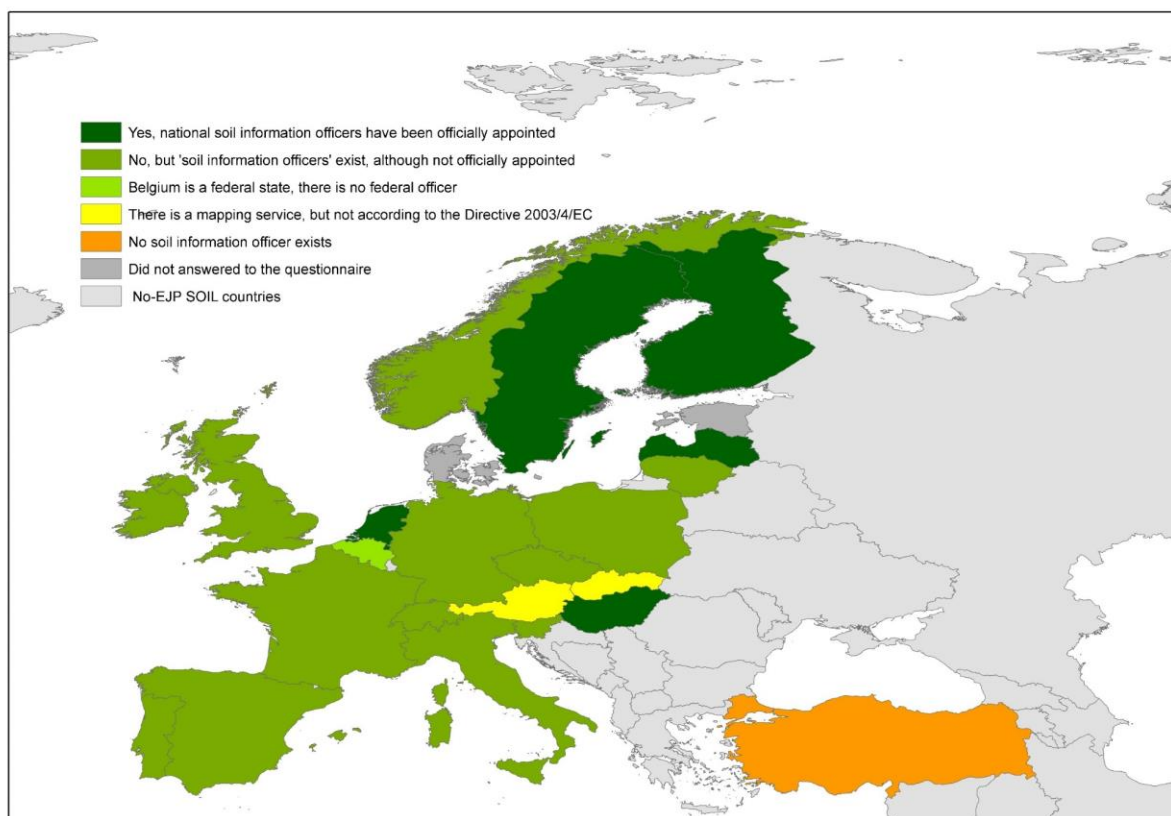 Yes, national soil information officers have been officially appointed
No, but 'soil information officers' exist, although not officially appointed
Belgium is a federal state, there is no federal officer
There is a mapping service, but not according to the Directive 2003/4/EC
No soil information officer exists
Did not answered to the questionnaire
No-EJP SOIL countries